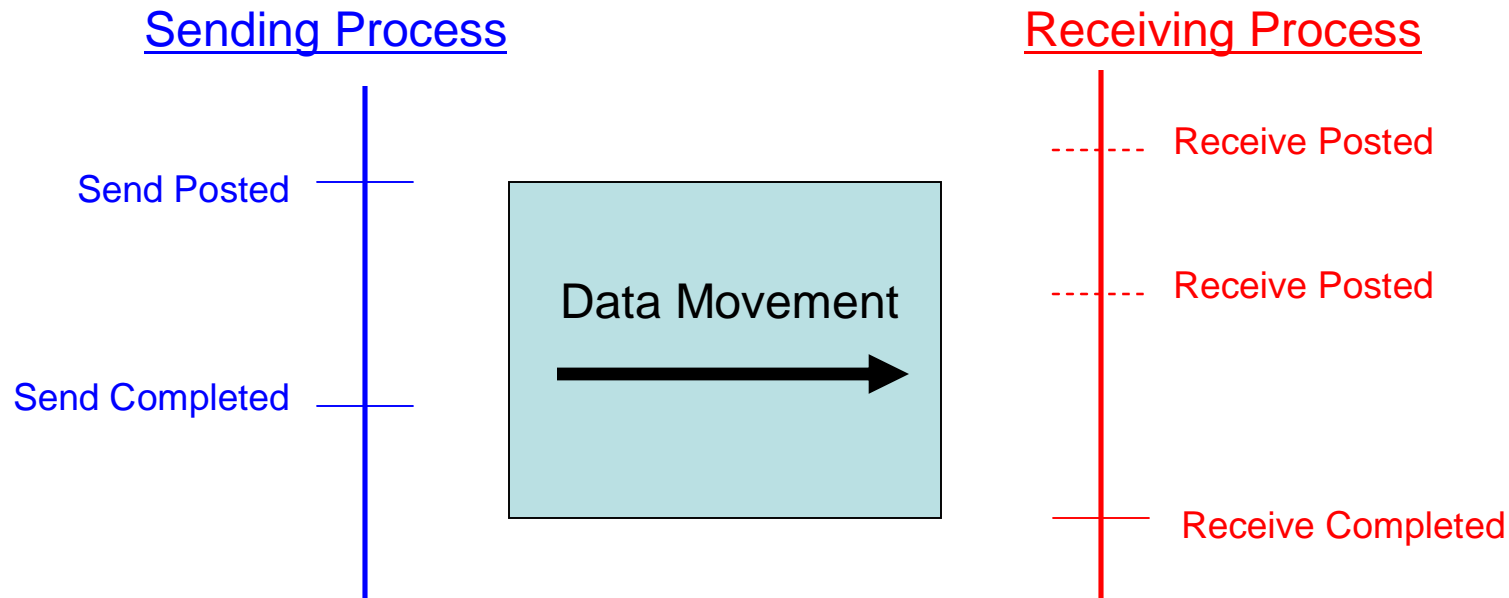 Sending Process
Receiving Process
Receive Posted
Send Posted
Receive Posted
Data Movement
Send Completed
Receive Completed